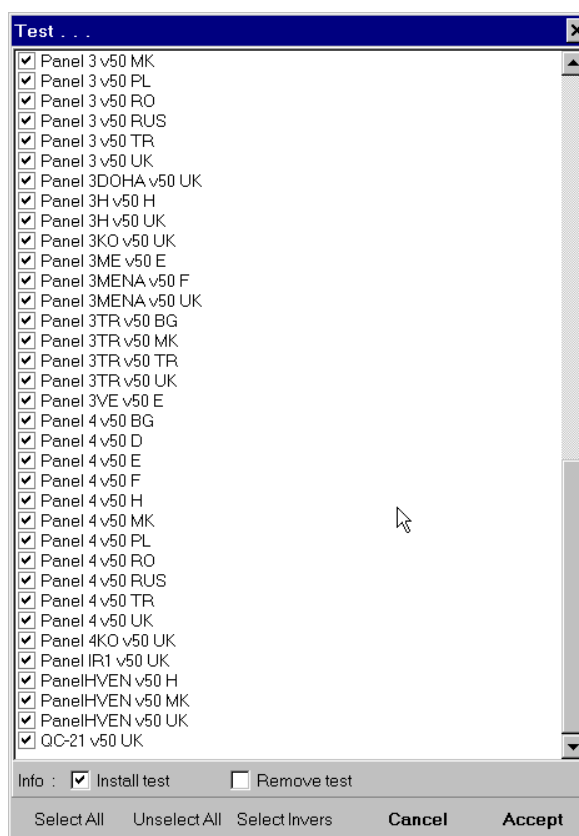 Test . . .
Panel 3 v50 MK
Panel 3 v50 PL
Panel 3 v50 RO
Panel 3 v50 RUS
Panel 3 v50 TR
Panel 3 v50 UK
Panel 3DOHA v50 UK
Panel 3H v50 H
Panel 3H v50 UK
Panel 3KO v50 UK
Panel 3ME v50 E
Panel 3MENA v50 F
Panel 3MENA v50 UK
Panel 3TR v50 BG
Panel 3TR v50 MK
Panel 3TR v50 TR
Panel 3TR v50 UK
Panel 3VE v50 E
Panel 4 v50 BG
Panel 4 v50 D
Panel 4 v50 E
Panel 4 v50 F
Panel 4 v50 H
Panel 4 v50 MK
Panel 4 v50 PL
Panel 4 v50 RO
Panel 4 v50 RUS
Panel 4 v50 TR
Panel 4 v50 UK
Panel 4KO v50 UK
Panel IR1 v50 UK
PanelHVEN v50 H
PanelHVEN v50 MK
PanelHVEN v50 UK
QC-21 v50 UK
Info : Install test Remove test
Select All Unselect All Select Invers Cancel Accept